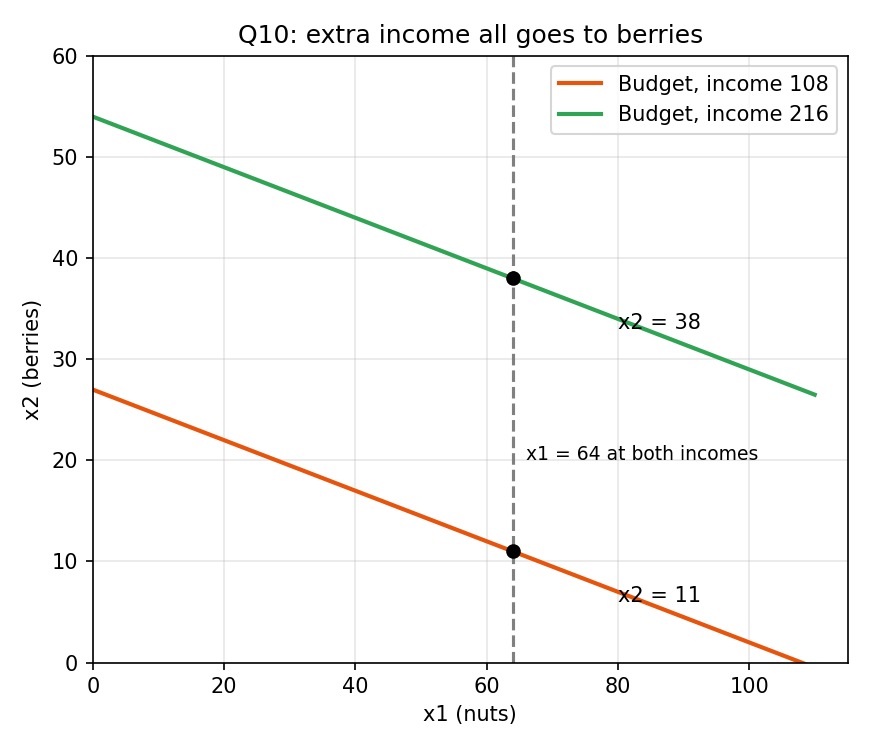 Q10: extra income all goes to berries
60
50
40
30
20
10
0
x2 (berries)
Budget, income 108
Budget, income 216
x2 = 38
x1 = 64 at both incomes
x2 = 11
0
20
40
60
80
100
x1 (nuts)